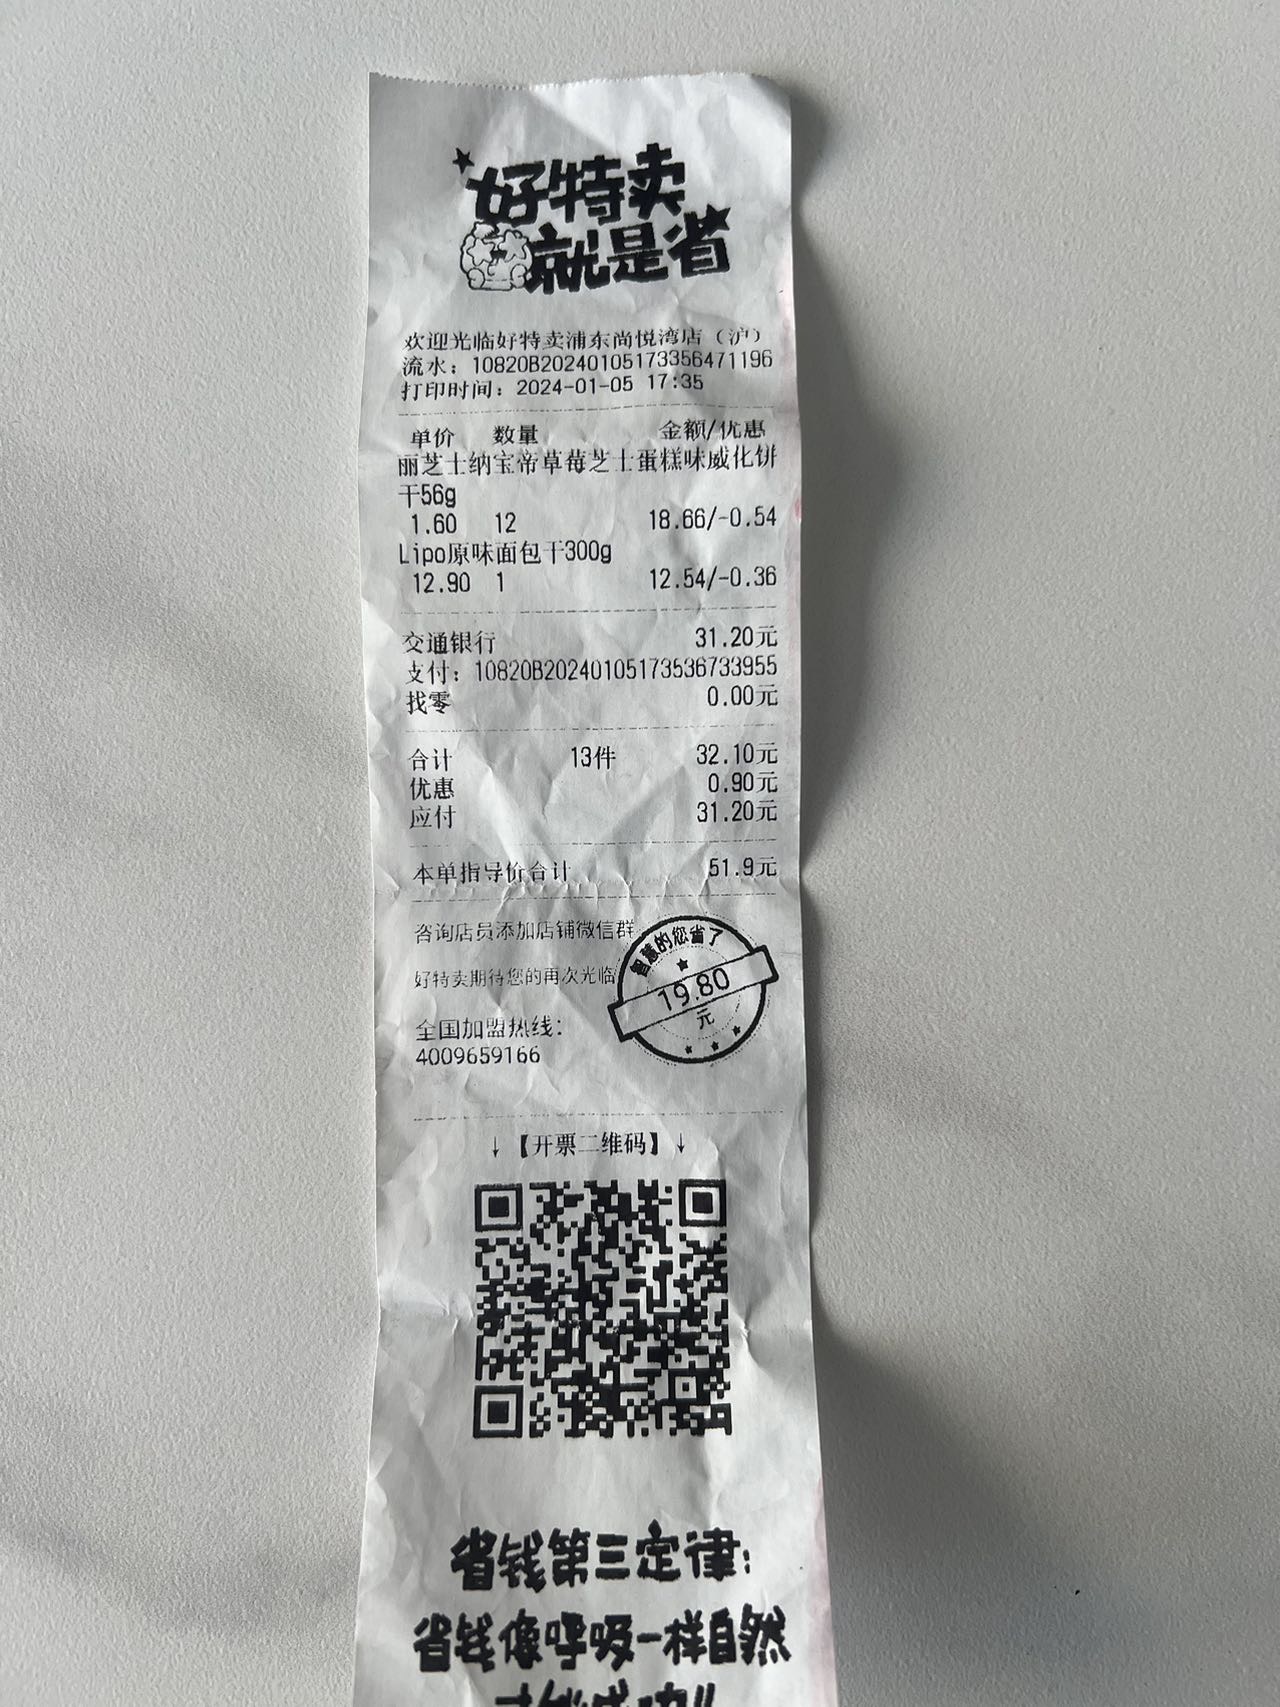 好特卖
就是省
欢迎光临好特卖浦东尚悦湾店（沪）
流水：10820B20240105173356471196
打印时间：2024-01-05 17:35
单价 数量 金额/优惠
丽芝士纳宝帝草莓芝士蛋糕味威化饼
干56g
1.60 12 18.66/-0.54
Lipo原味面包干300g
12.90 1 12.54/-0.36
交通银行 31.20元
支付：10820B20240105173536733955
找零 0.00元
合计 13件 32.10元
优惠 0.90元
应付 31.20元
本单指导价合计 51.9元
咨询店员添加店铺微信群
好特卖期待您的再次光临
智慧的您省了
19.80
元
全国加盟热线：
4009659166
↓【开票二维码】↓
省钱第三定律：
省钱像呼吸一样自然